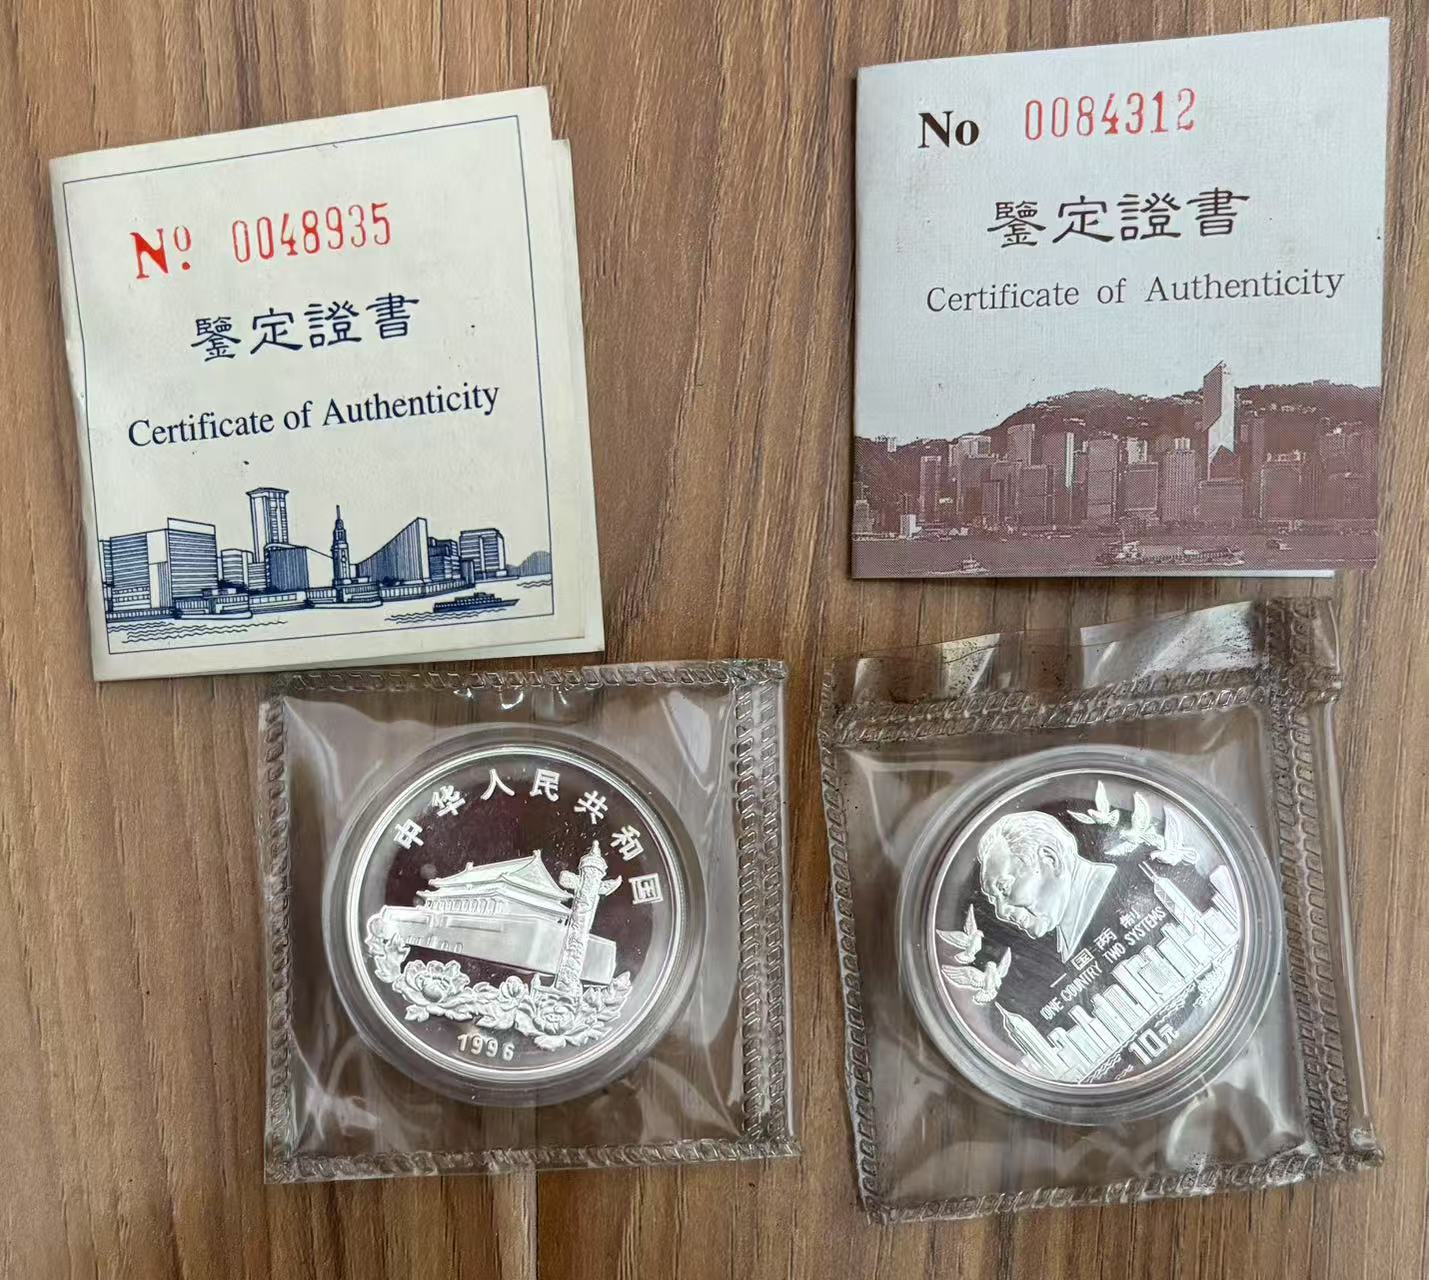 Nº 0048935
鑒定證書
Certificate of Authenticity
No 0084312
鑒定證書
Certificate of Authenticity
中华人民共和国
1996
一国两制
ONE COUNTRY TWO SYSTEMS
10元